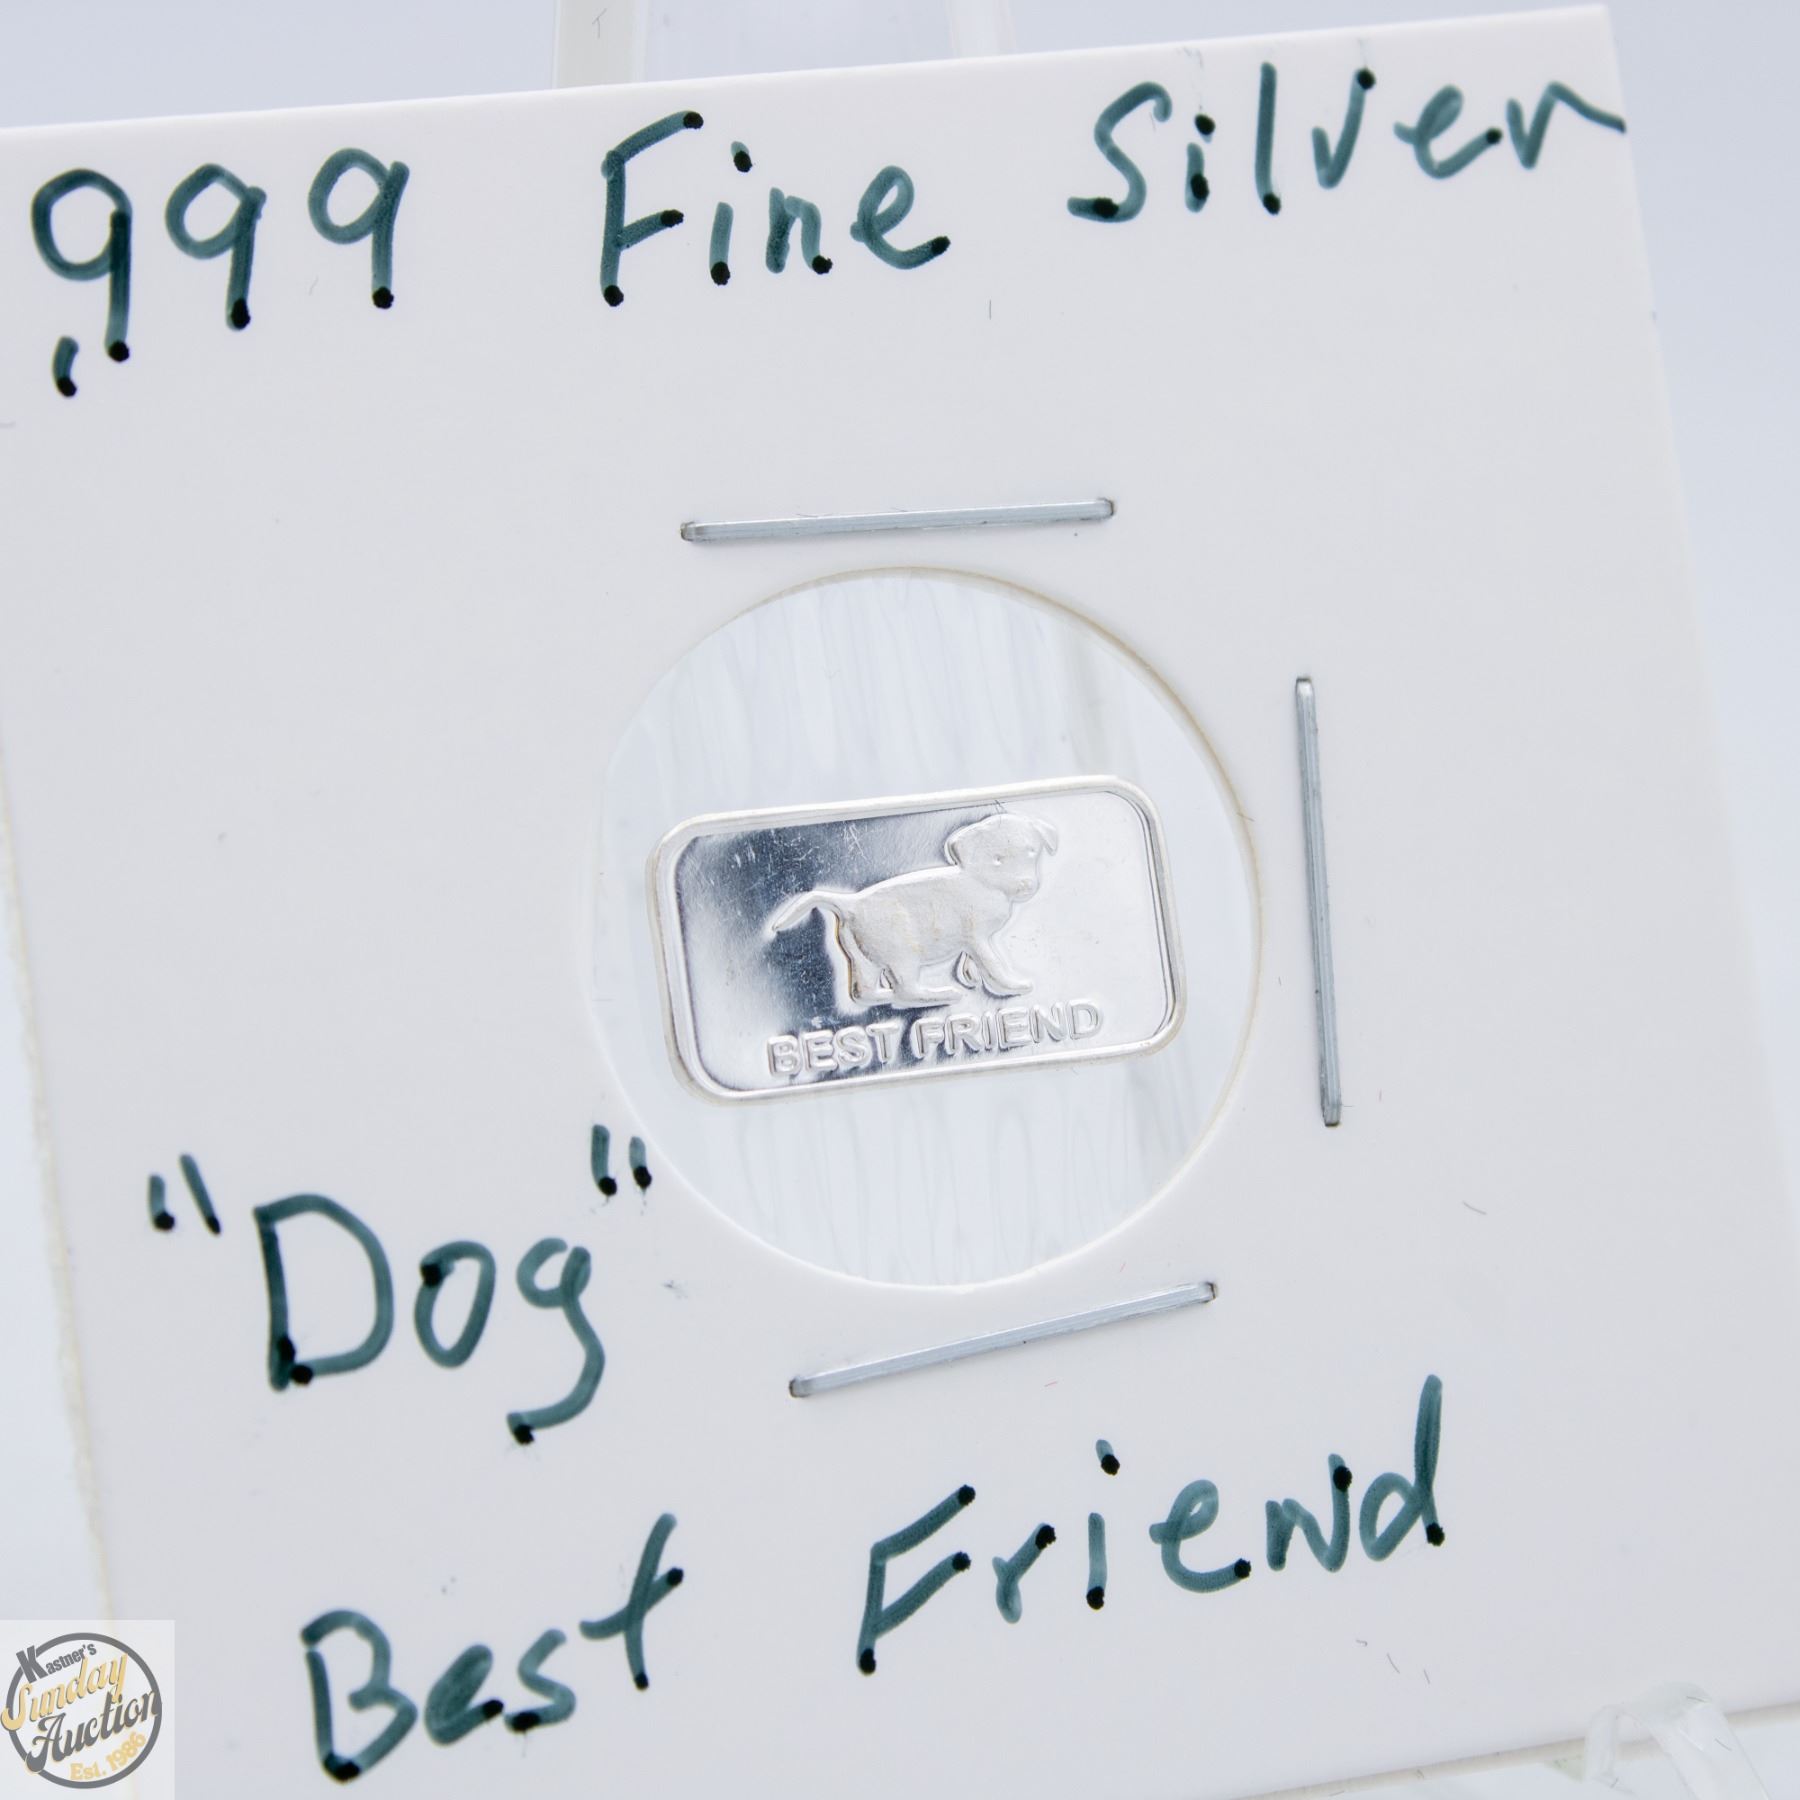 .999 Fine Silver
BEST FRIEND
"Dog"
Best Friend
Kastner's
Sunday
Auction
Est. 1986